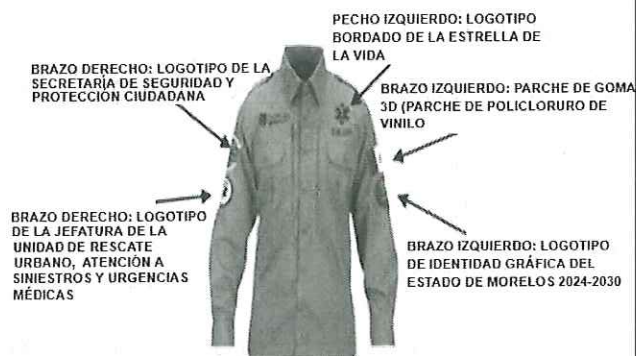 PECHO IZQUIERDO: LOGOTIPO
BORDADO DE LA ESTRELLA DE
LA VIDA
BRAZO DERECHO: LOGOTIPO DE LA
SECRETARÍA DE SEGURIDAD Y
PROTECCIÓN CIUDADANA
BRAZO IZQUIERDO: PARCHE DE GOMA
3D (PARCHE DE POLICLORURO DE
VINILO
BRAZO DERECHO: LOGOTIPO
DE LA JEFATURA DE LA
UNIDAD DE RESCATE
URBANO, ATENCIÓN A
SINIESTROS Y URGENCIAS
MÉDICAS
BRAZO IZQUIERDO: LOGOTIPO
DE IDENTIDAD GRÁFICA DEL
ESTADO DE MORELOS 2024-2030